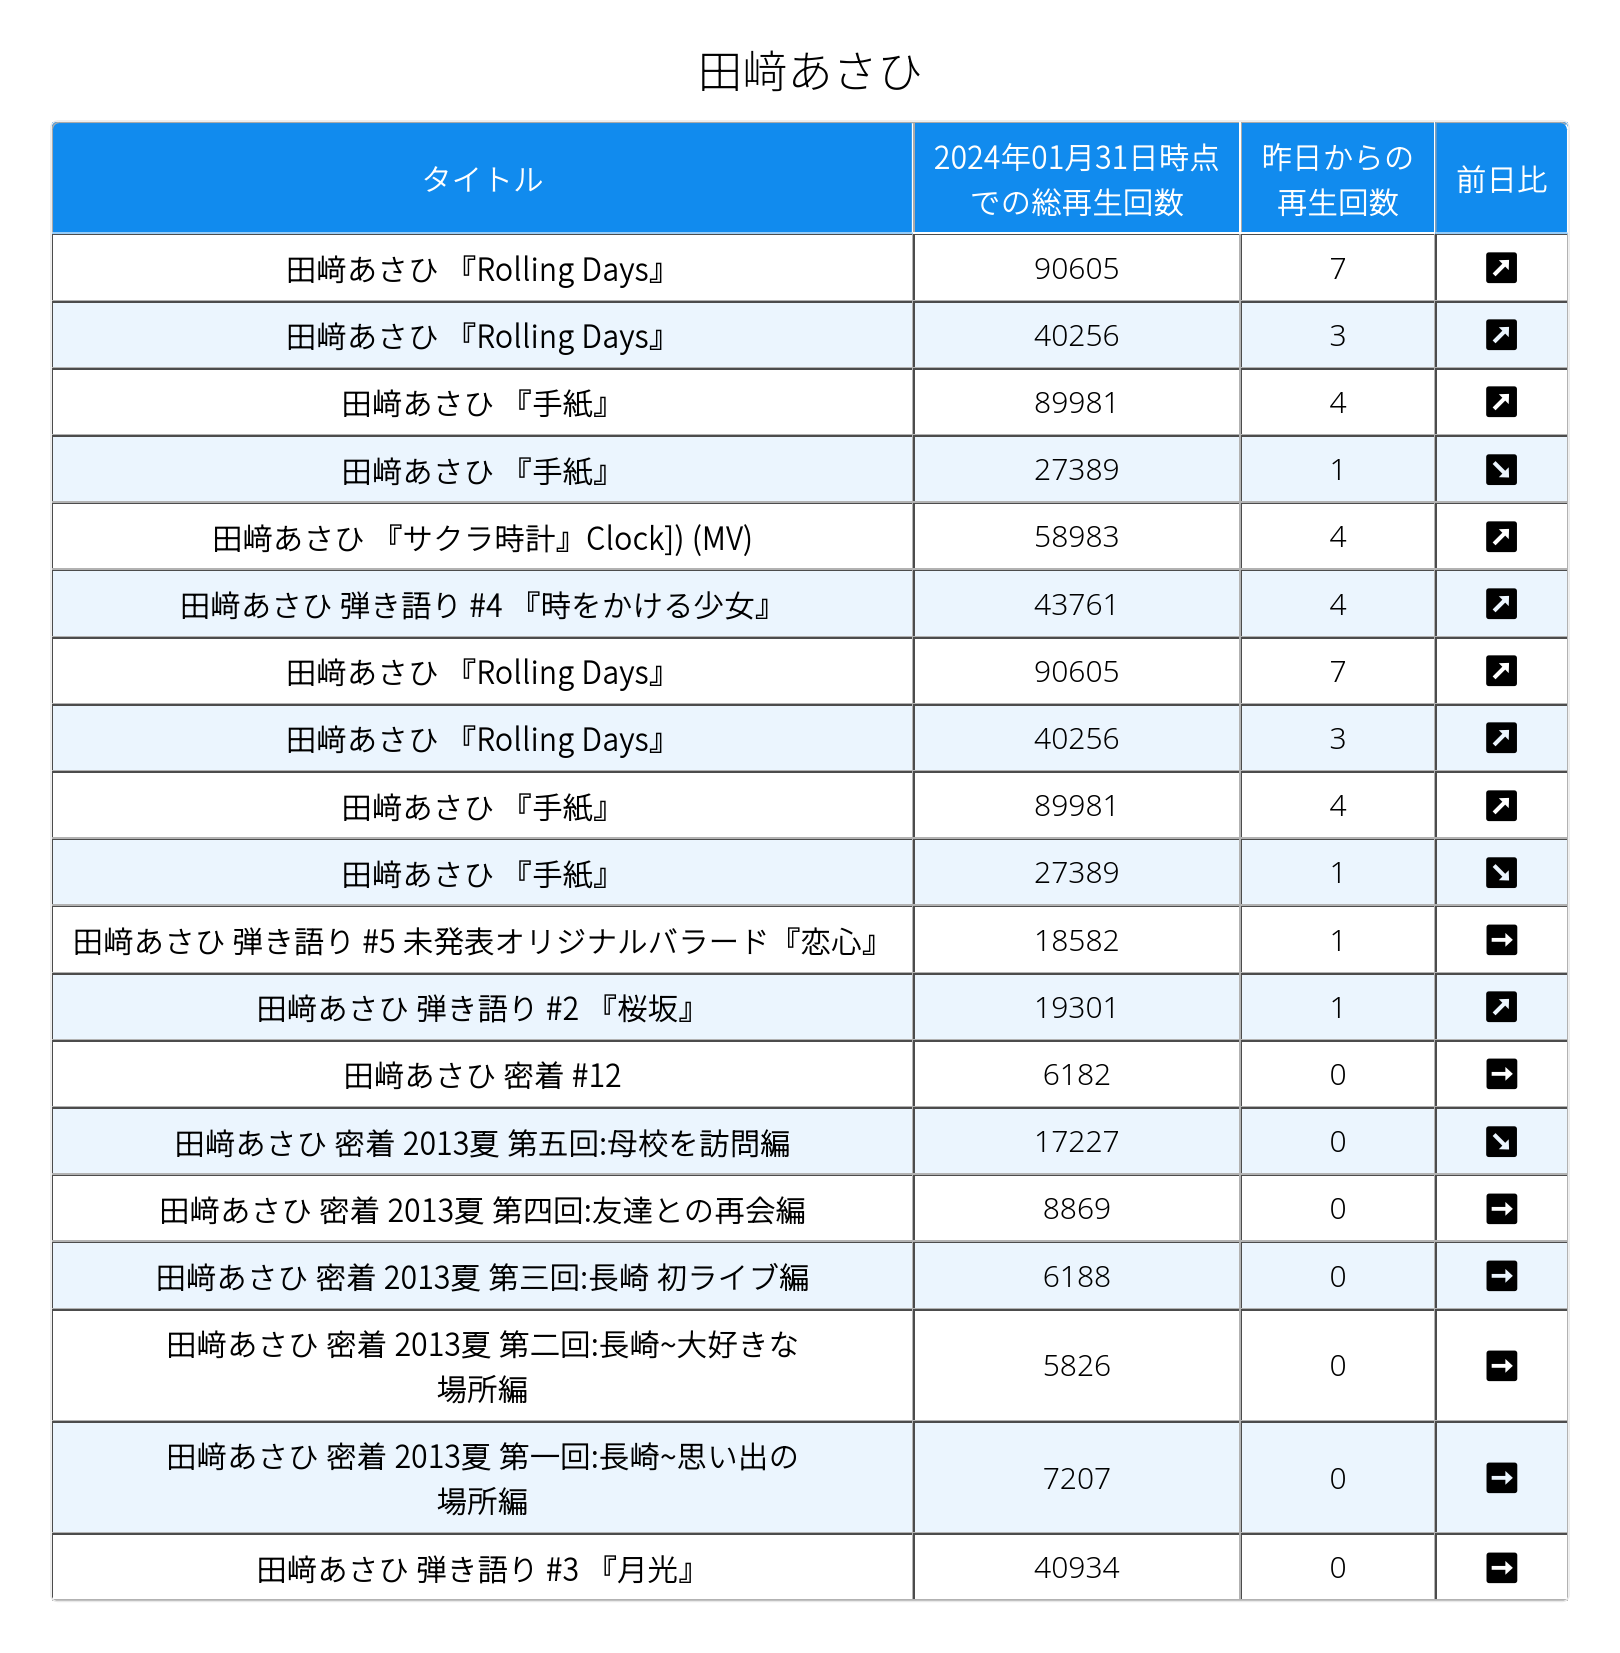 田﨑あさひ
タイトル 2024年01月31日時点 での総再生回数 昨日からの 再生回数 前日比
田﨑あさひ 『Rolling Days』 90605 7
田﨑あさひ 『Rolling Days』 40256 3
田﨑あさひ 『手紙』 89981 4
田﨑あさひ 『手紙』 27389 1
田﨑あさひ 『サクラ時計』Clock]) (MV) 58983 4
田﨑あさひ 弾き語り #4 『時をかける少女』 43761 4
田﨑あさひ 『Rolling Days』 90605 7
田﨑あさひ 『Rolling Days』 40256 3
田﨑あさひ 『手紙』 89981 4
田﨑あさひ 『手紙』 27389 1
田﨑あさひ 弾き語り #5 未発表オリジナルバラード『恋心』 18582 1
田﨑あさひ 弾き語り #2 『桜坂』 19301 1
田﨑あさひ 密着 #12 6182 0
田﨑あさひ 密着 2013夏 第五回:母校を訪問編 17227 0
田﨑あさひ 密着 2013夏 第四回:友達との再会編 8869 0
田﨑あさひ 密着 2013夏 第三回:長崎 初ライブ編 6188 0
田﨑あさひ 密着 2013夏 第二回:長崎~大好きな
場所編 5826 0
田﨑あさひ 密着 2013夏 第一回:長崎~思い出の
場所編 7207 0
田﨑あさひ 弾き語り #3 『月光』 40934 0